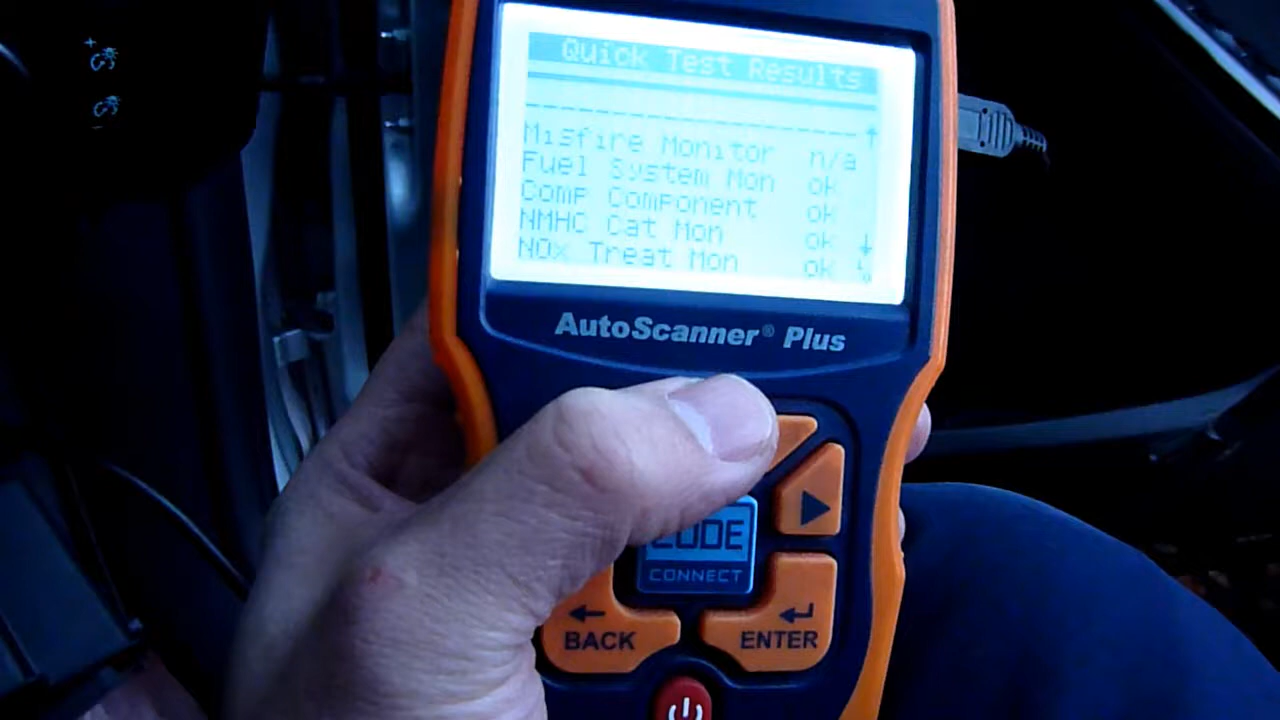 Quick Test Results
Misfire Monitor n/a
Fuel System Mon ok
Comp Component ok
NMHC Cat Mon ok
NOx Treat Mon ok
AutoScanner® Plus
CODE
CONNECT
BACK
ENTER